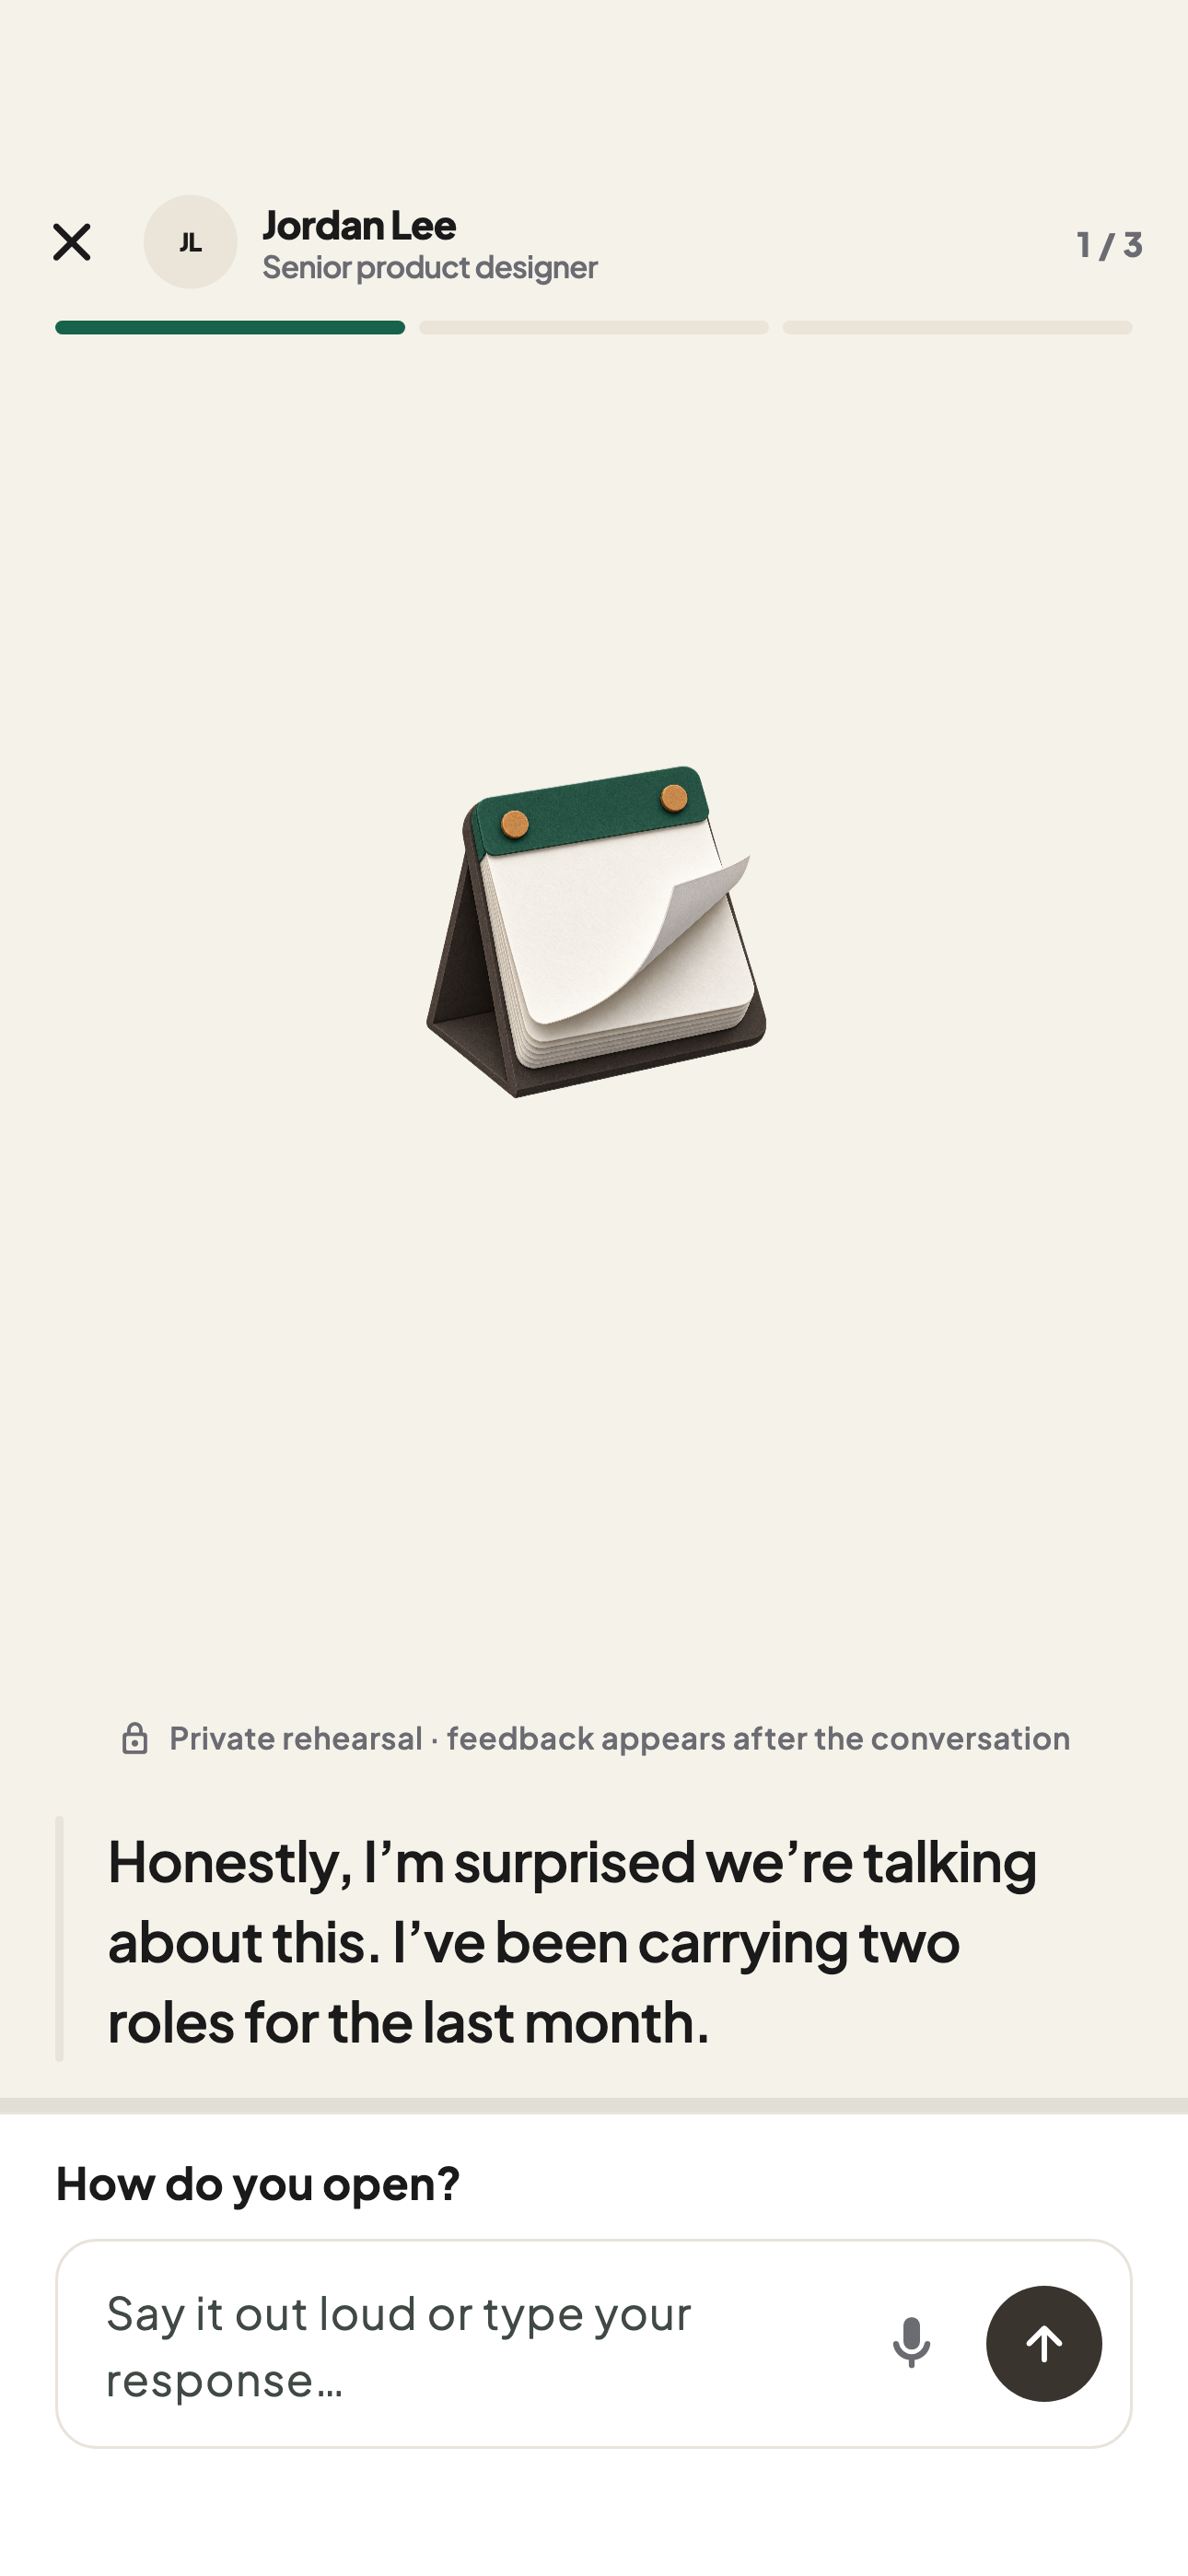 JL
Jordan Lee
Senior product designer
1 / 3
Private rehearsal · feedback appears after the conversation
Honestly, I’m surprised we’re talking
about this. I’ve been carrying two
roles for the last month.
How do you open?
Say it out loud or type your
response…